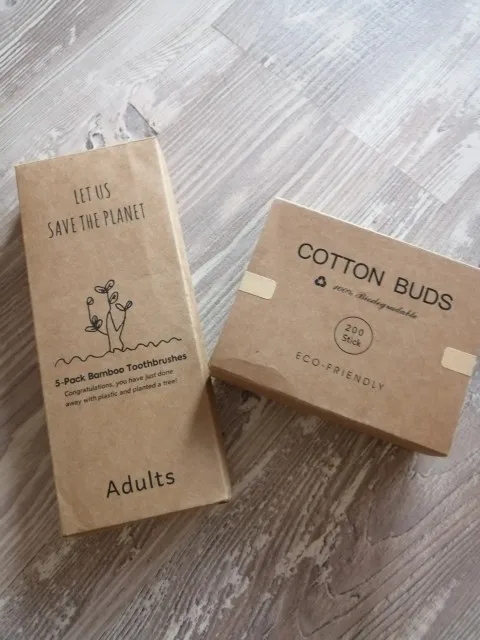 LET US
SAVE THE PLANET
5-Pack Bamboo Toothbrushes
Congratulations, you have just done
away with plastic and planted a tree!
Adults
COTTON BUDS
100% Biodegradable
200
Stick
ECO-FRIENDLY